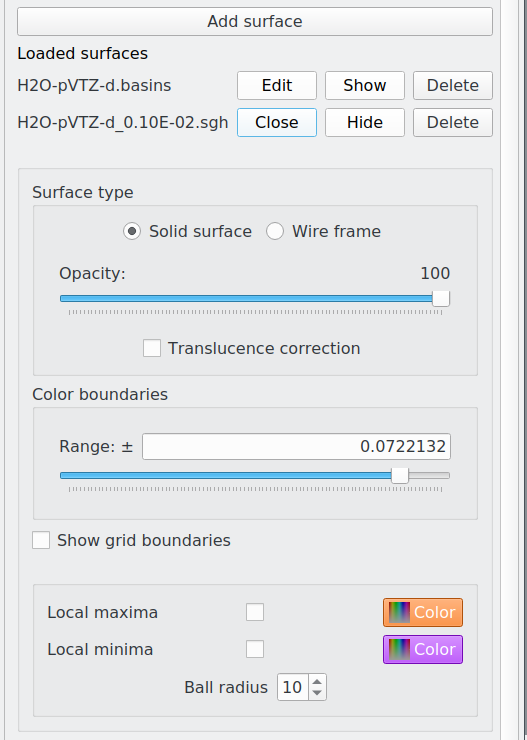 Add surface
Loaded surfaces
H2O-pVTZ-d.basins Edit Show Delete
H2O-pVTZ-d_0.10E-02.sgh Close Hide Delete
Surface type
Solid surface Wire frame
Opacity: 100
Translucence correction
Color boundaries
Range: ± 0.0722132
Show grid boundaries
Local maxima Color
Local minima Color
Ball radius 10